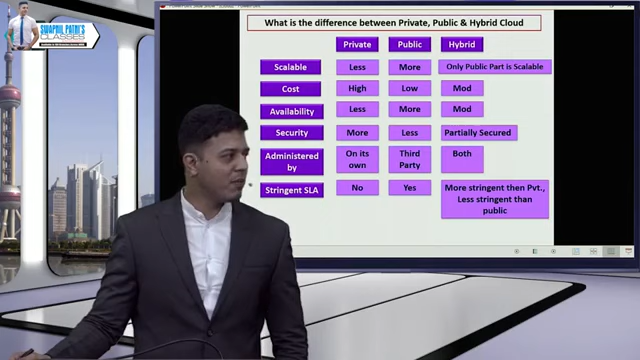 SWAPNIL PATNI'S
CLASSES
What is the difference between Private, Public & Hybrid Cloud
Private Public Hybrid
Scalable Less More Only Public Part is Scalable
Cost High Low Mod
Availability Less More Mod
Security More Less Partially Secured
Administered by On its own Third Party Both
Stringent SLA No Yes More stringent then Pvt.,
Less stringent than
public